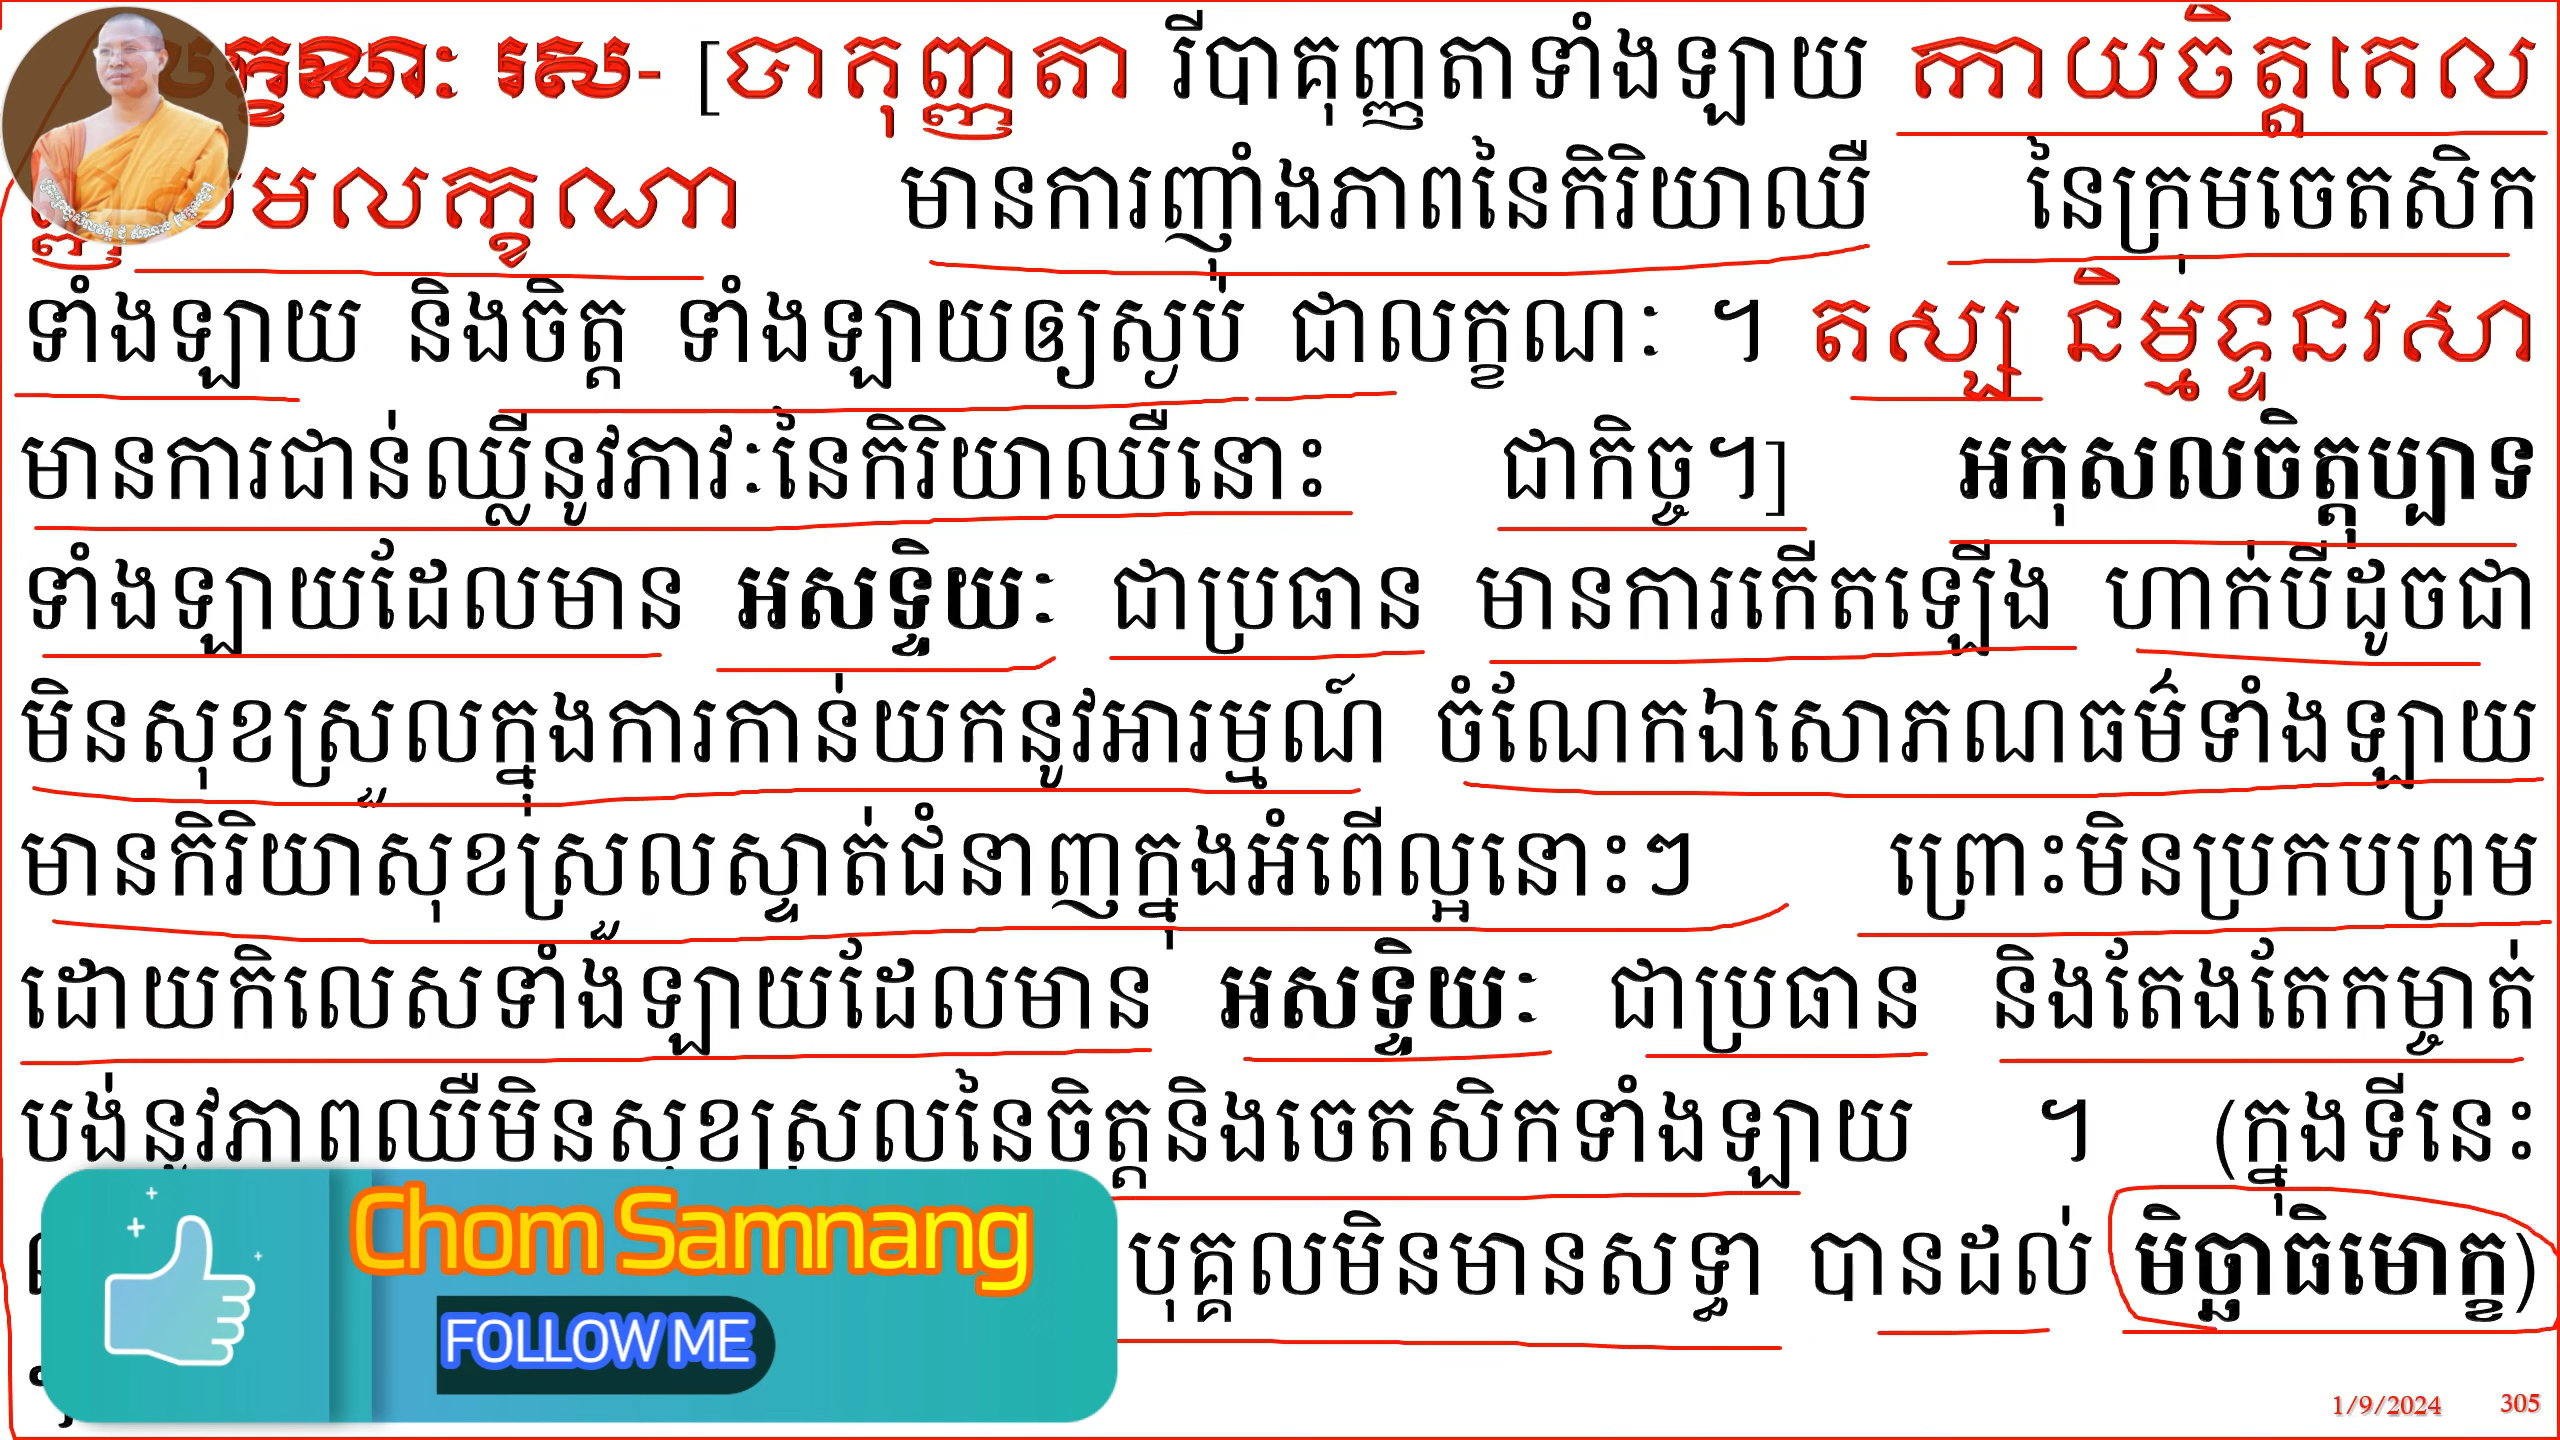 រសេ- [បាគុញ្ញតា រីបាគុញ្ញតាទាំងឡាយ កាយចិត្តគេល
មលក្ខណា មានការញ៉ាំងភាពនៃកិរិយាឈឺ នៃក្រុមចេតសិក
ទាំងឡាយ និងចិត្ត ទាំងឡាយឲ្យស្ងប់ ជាលក្ខណៈ ។ តស្ស និម្មទ្ទនរសា
មានការជាន់ឈ្លីនូវភាវៈនៃកិរិយាឈឺនោះ ជាកិច្ច។] អកុសលចិត្តុប្បាទ
ទាំងឡាយដែលមាន អសទ្ទិយៈ ជាប្រធាន មានការកើតឡើង ហាក់បីដូចជា
មិនសុខស្រួលក្នុងការកាន់យកនូវអារម្មណ៍ ចំណែកឯសោភណធម៌ទាំងឡាយ
មានកិរិយាសុខស្រួលស្ទាត់ជំនាញក្នុងអំពើល្អនោះៗ ព្រោះមិនប្រកបព្រម
ដោយកិលេសទាំងឡាយដែលមាន អសទ្ទិយៈ ជាប្រធាន និងតែងតែកម្ចាត់
បង់នូវភាពឈឺមិនសុខស្រួលនៃចិត្តនិងចេតសិកទាំងឡាយ ។ (ក្នុងទីនេះ
បុគ្គលមិនមានសទ្ធា បានដល់ មិច្ឆាធិមោក្ខ)
Chom Samnang
FOLLOW ME
1/9/2024 305